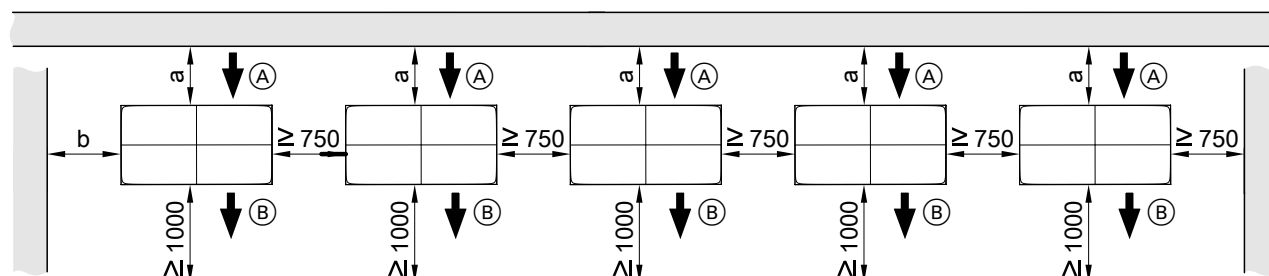 a Ⓐ a Ⓐ a Ⓐ a Ⓐ a Ⓐ
b ≥ 750 ≥ 750 ≥ 750 ≥ 750 ≥ 750
≥ 1000 Ⓑ ≥ 1000 Ⓑ ≥ 1000 Ⓑ ≥ 1000 Ⓑ ≥ 1000 Ⓑ